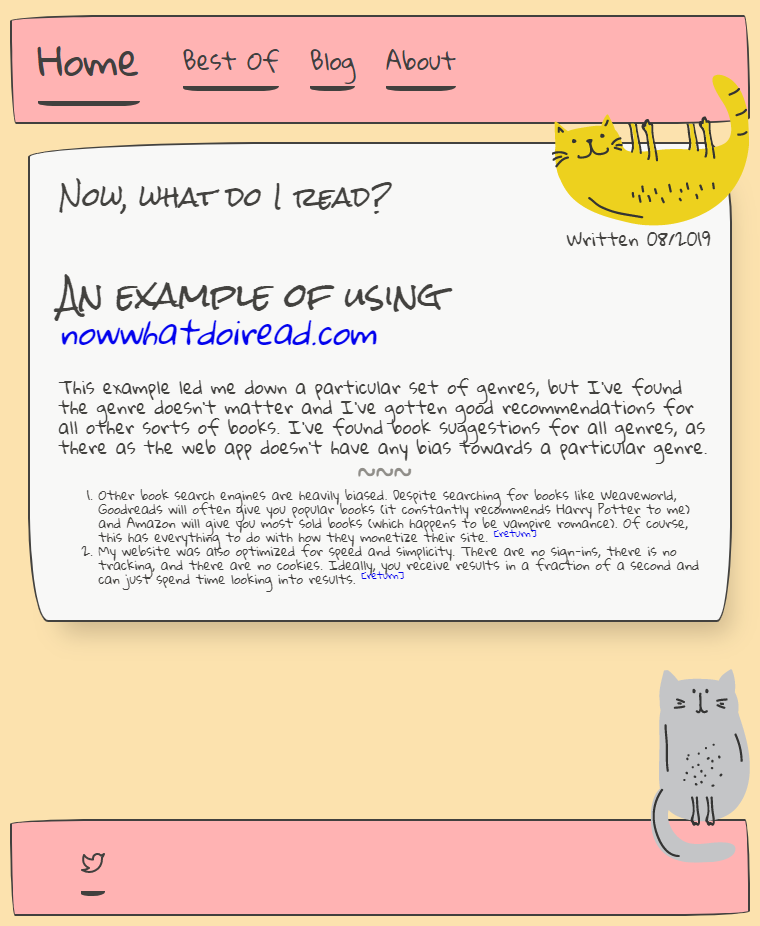 Home Best Of Blog About
Now, what do I read?
Written 08/2019
An example of using
nowwhatdoiread.com
This example led me down a particular set of genres, but I've found
the genre doesn't matter and I've gotten good recommendations for
all other sorts of books. I've found book suggestions for all genres, as
there as the web app doesn't have any bias towards a particular genre.
~~~
1. Other book search engines are heavily biased. Despite searching for books like Weaveworld,
Goodreads will often give you popular books (it constantly recommends Harry Potter to me)
and Amazon will give you most sold books (which happens to be vampire romance). Of course,
this has everything to do with how they monetize their site. [return]
2. My website was also optimized for speed and simplicity. There are no sign-ins, there is no
tracking, and there are no cookies. Ideally, you receive results in a fraction of a second and
can just spend time looking into results. [return]